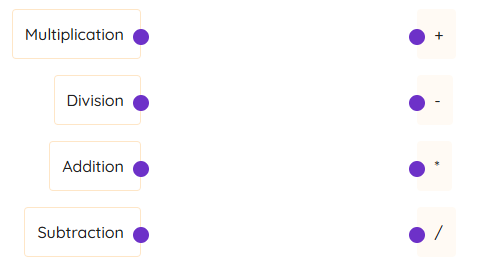 Multiplication +
Division -
Addition *
Subtraction /